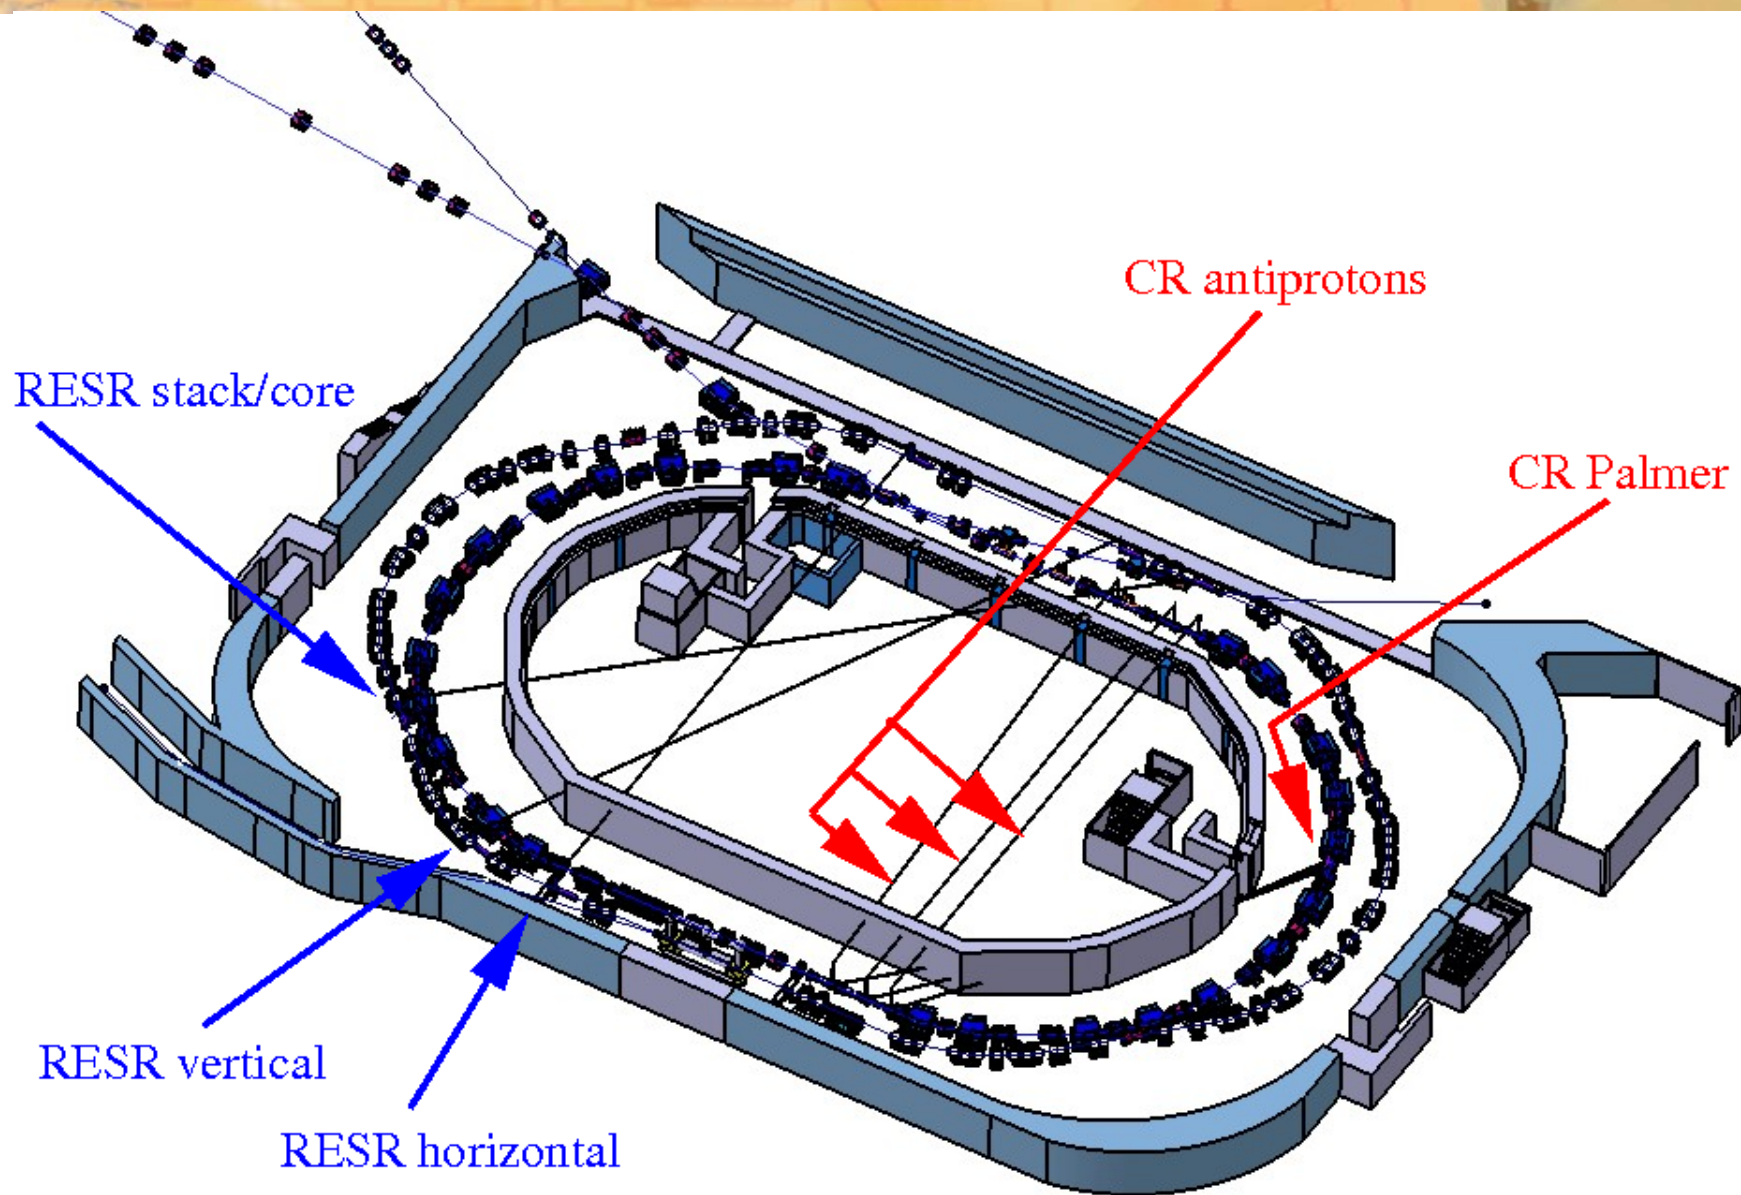 CR antiprotons
RESR stack/core
CR Palmer
RESR vertical
RESR horizontal